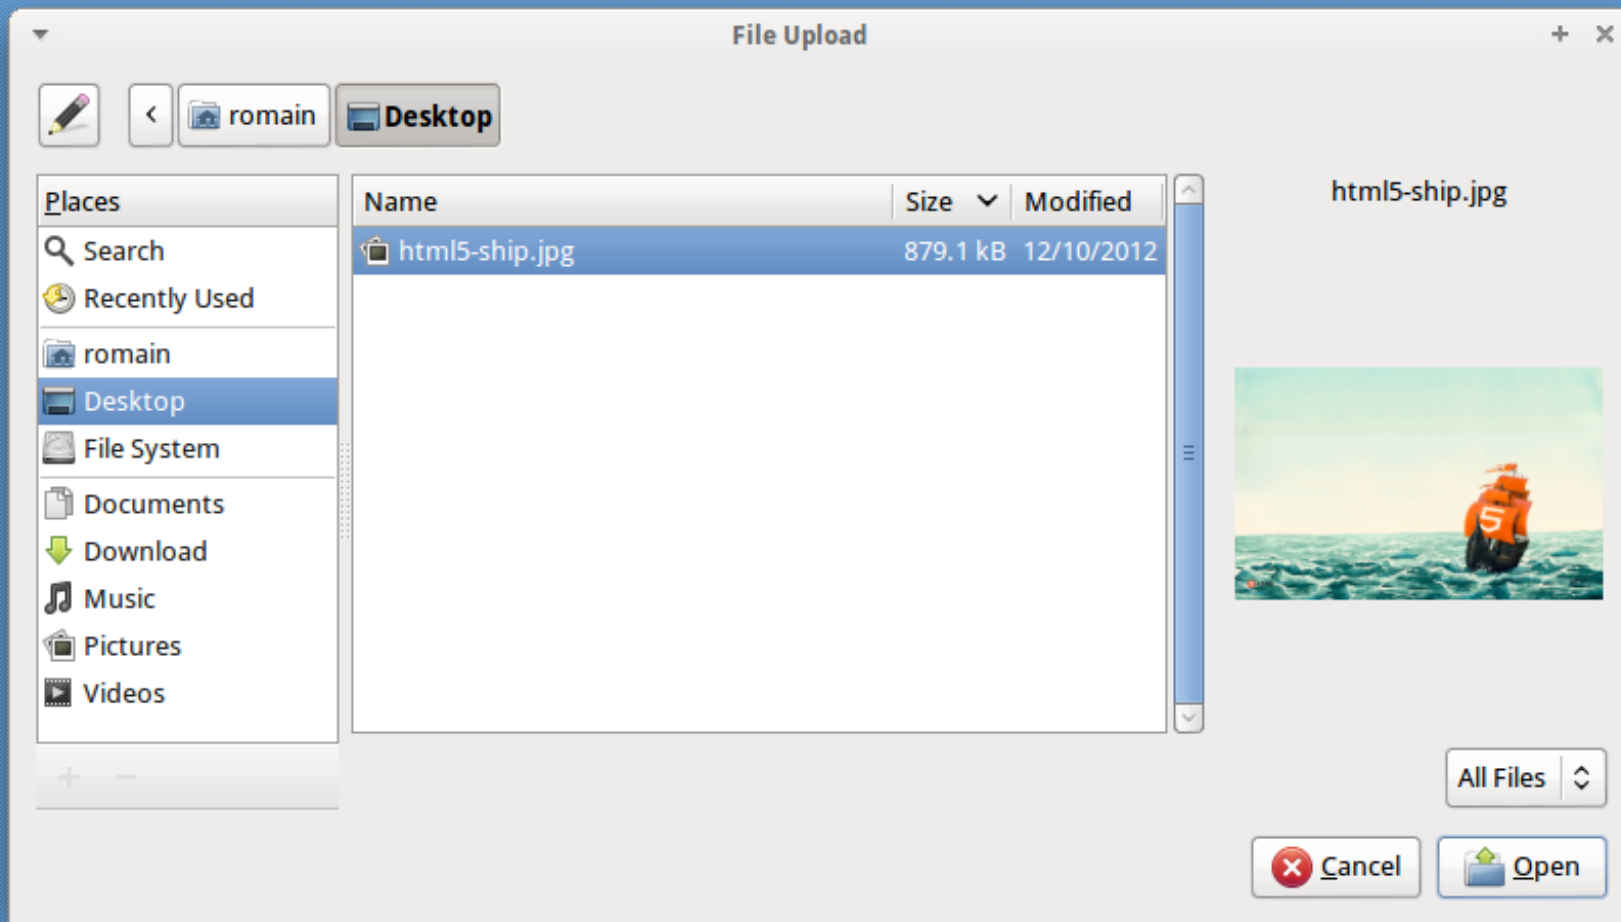 File Upload
romain
Desktop
Places
Search
Recently Used
romain
Desktop
File System
Documents
Download
Music
Pictures
Videos
Name Size Modified
html5-ship.jpg 879.1 kB 12/10/2012
html5-ship.jpg
5
All Files
Cancel Open